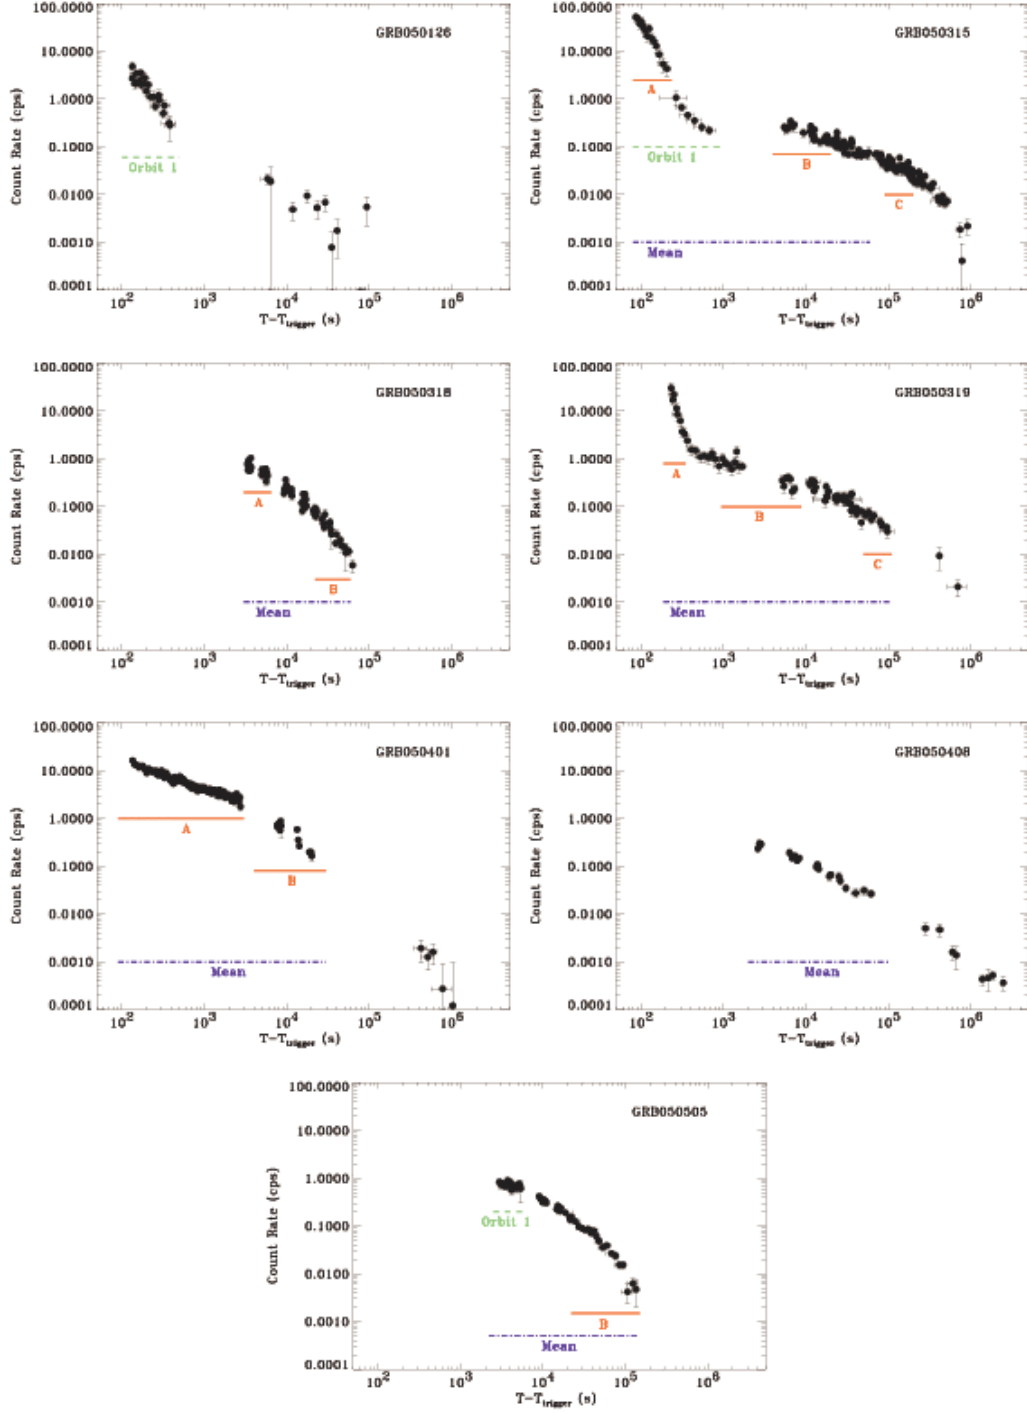 GRB050126
Count Rate (cps)
100.0000
10.0000
1.0000
0.1000
0.0100
0.0010
0.0001
Orbit 1
10² 10³ 10⁴ 10⁵ 10⁶
T-Ttrigger (s)
GRB050315
Count Rate (cps)
100.0000
10.0000
1.0000
0.1000
0.0100
0.0010
0.0001
A
Orbit 1
B
C
Mean
10² 10³ 10⁴ 10⁵ 10⁶
T-Ttrigger (s)
GRB050318
Count Rate (cps)
100.0000
10.0000
1.0000
0.1000
0.0100
0.0010
0.0001
A
B
Mean
10² 10³ 10⁴ 10⁵ 10⁶
T-Ttrigger (s)
GRB050319
Count Rate (cps)
100.0000
10.0000
1.0000
0.1000
0.0100
0.0010
0.0001
A
B
C
Mean
10² 10³ 10⁴ 10⁵ 10⁶
T-Ttrigger (s)
GRB050401
Count Rate (cps)
100.0000
10.0000
1.0000
0.1000
0.0100
0.0010
0.0001
A
B
Mean
10² 10³ 10⁴ 10⁵ 10⁶
T-Ttrigger (s)
GRB050408
Count Rate (cps)
100.0000
10.0000
1.0000
0.1000
0.0100
0.0010
0.0001
Mean
10² 10³ 10⁴ 10⁵ 10⁶
T-Ttrigger (s)
GRB050505
Count Rate (cps)
100.0000
10.0000
1.0000
0.1000
0.0100
0.0010
0.0001
Orbit 1
B
Mean
10² 10³ 10⁴ 10⁵ 10⁶
T-Ttrigger (s)